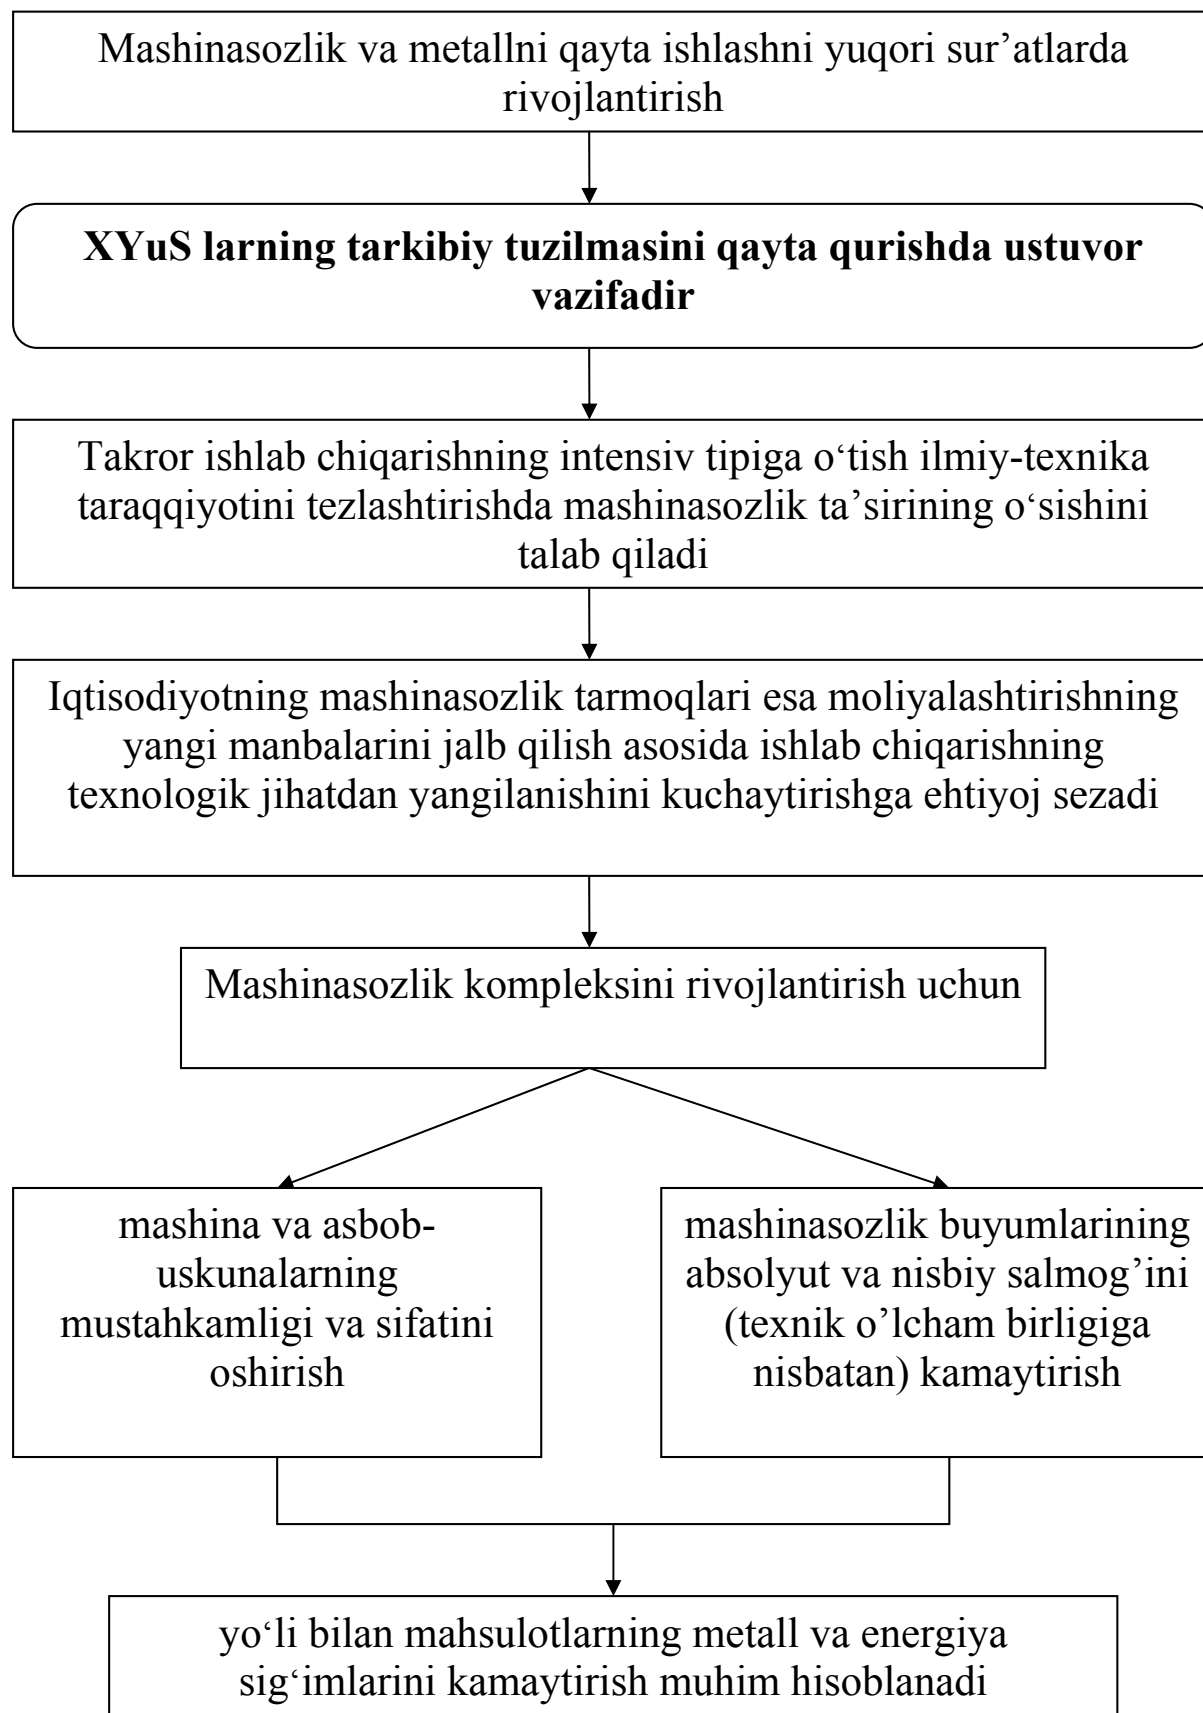 Mashinasozlik va metallni qayta ishlashni yuqori sur’atlarda
rivojlantirish
XYuS larning tarkibiy tuzilmasini qayta qurishda ustuvor
vazifadir
Takror ishlab chiqarishning intensiv tipiga o‘tish ilmiy-texnika
taraqqiyotini tezlashtirishda mashinasozlik ta’sirining o‘sishini
talab qiladi
Iqtisodiyotning mashinasozlik tarmoqlari esa moliyalashtirishning
yangi manbalarini jalb qilish asosida ishlab chiqarishning
texnologik jihatdan yangilanishini kuchaytirishga ehtiyoj sezadi
Mashinasozlik kompleksini rivojlantirish uchun
mashina va asbob-
uskunalarning
mustahkamligi va sifatini
oshirish
mashinasozlik buyumlarining
absolyut va nisbiy salmog’ini
(texnik o’lcham birligiga
nisbatan) kamaytirish
yo‘li bilan mahsulotlarning metall va energiya
sig‘imlarini kamaytirish muhim hisoblanadi